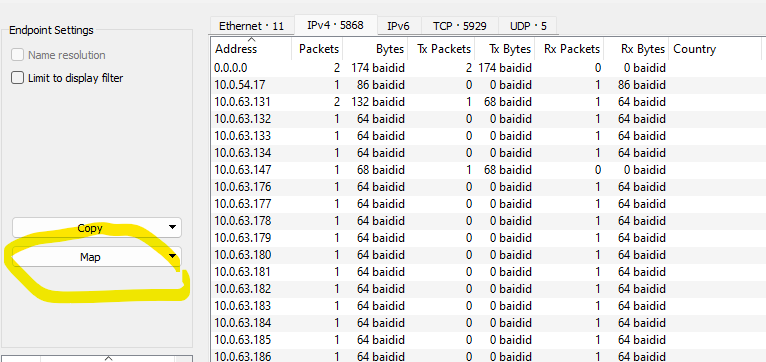 Ethernet · 11 IPv4 · 5868 IPv6 TCP · 5929 UDP · 5
Endpoint Settings
Name resolution
Limit to display filter
Copy
Map
Address Packets Bytes Tx Packets Tx Bytes Rx Packets Rx Bytes Country
0.0.0.0 2 174 baidid 2 174 baidid 0 0 baidid
10.0.54.17 1 86 baidid 0 0 baidid 1 86 baidid
10.0.63.131 2 132 baidid 1 68 baidid 1 64 baidid
10.0.63.132 1 64 baidid 0 0 baidid 1 64 baidid
10.0.63.133 1 64 baidid 0 0 baidid 1 64 baidid
10.0.63.134 1 64 baidid 0 0 baidid 1 64 baidid
10.0.63.147 1 68 baidid 1 68 baidid 0 0 baidid
10.0.63.176 1 64 baidid 0 0 baidid 1 64 baidid
10.0.63.177 1 64 baidid 0 0 baidid 1 64 baidid
10.0.63.178 1 64 baidid 0 0 baidid 1 64 baidid
10.0.63.179 1 64 baidid 0 0 baidid 1 64 baidid
10.0.63.180 1 64 baidid 0 0 baidid 1 64 baidid
10.0.63.181 1 64 baidid 0 0 baidid 1 64 baidid
10.0.63.182 1 64 baidid 0 0 baidid 1 64 baidid
10.0.63.183 1 64 baidid 0 0 baidid 1 64 baidid
10.0.63.184 1 64 baidid 0 0 baidid 1 64 baidid
10.0.63.185 1 64 baidid 0 0 baidid 1 64 baidid
10.0.63.186 1 64 baidid 0 0 baidid 1 64 baidid